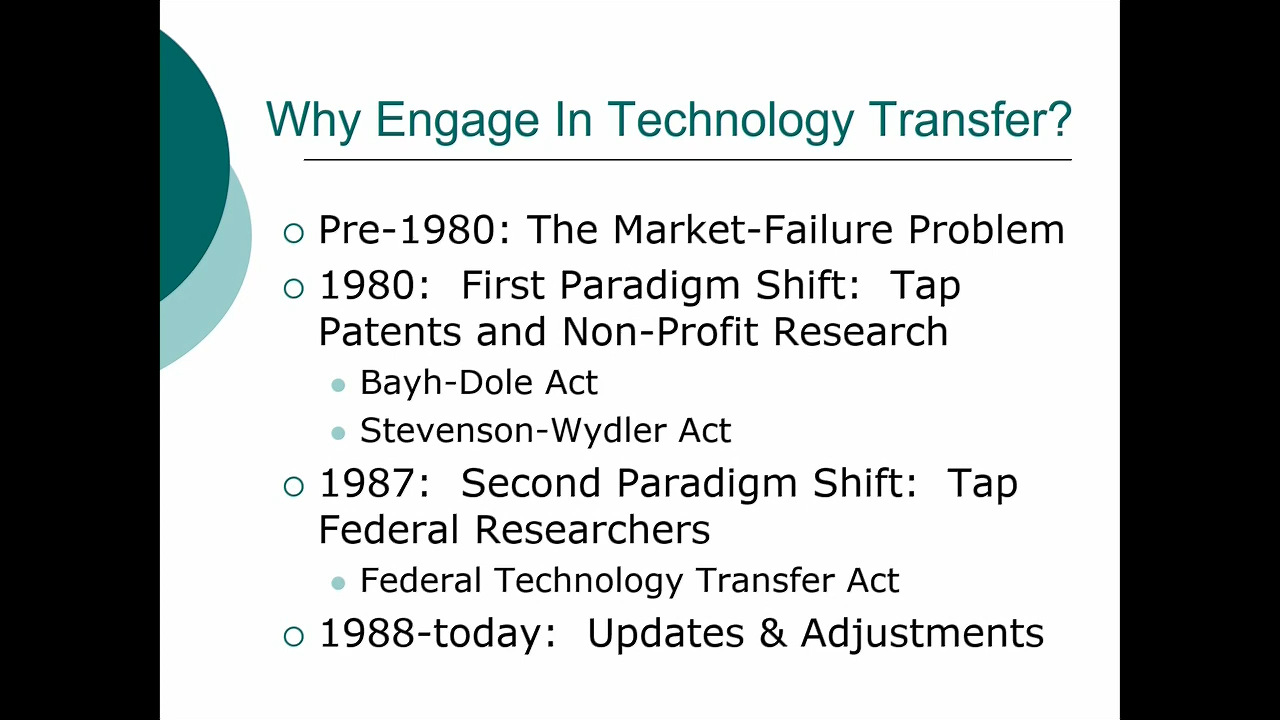 Why Engage In Technology Transfer?
Pre-1980: The Market-Failure Problem
1980:  First Paradigm Shift:  Tap
Patents and Non-Profit Research
Bayh-Dole Act
Stevenson-Wydler Act
1987:  Second Paradigm Shift:  Tap
Federal Researchers
Federal Technology Transfer Act
1988-today:  Updates & Adjustments